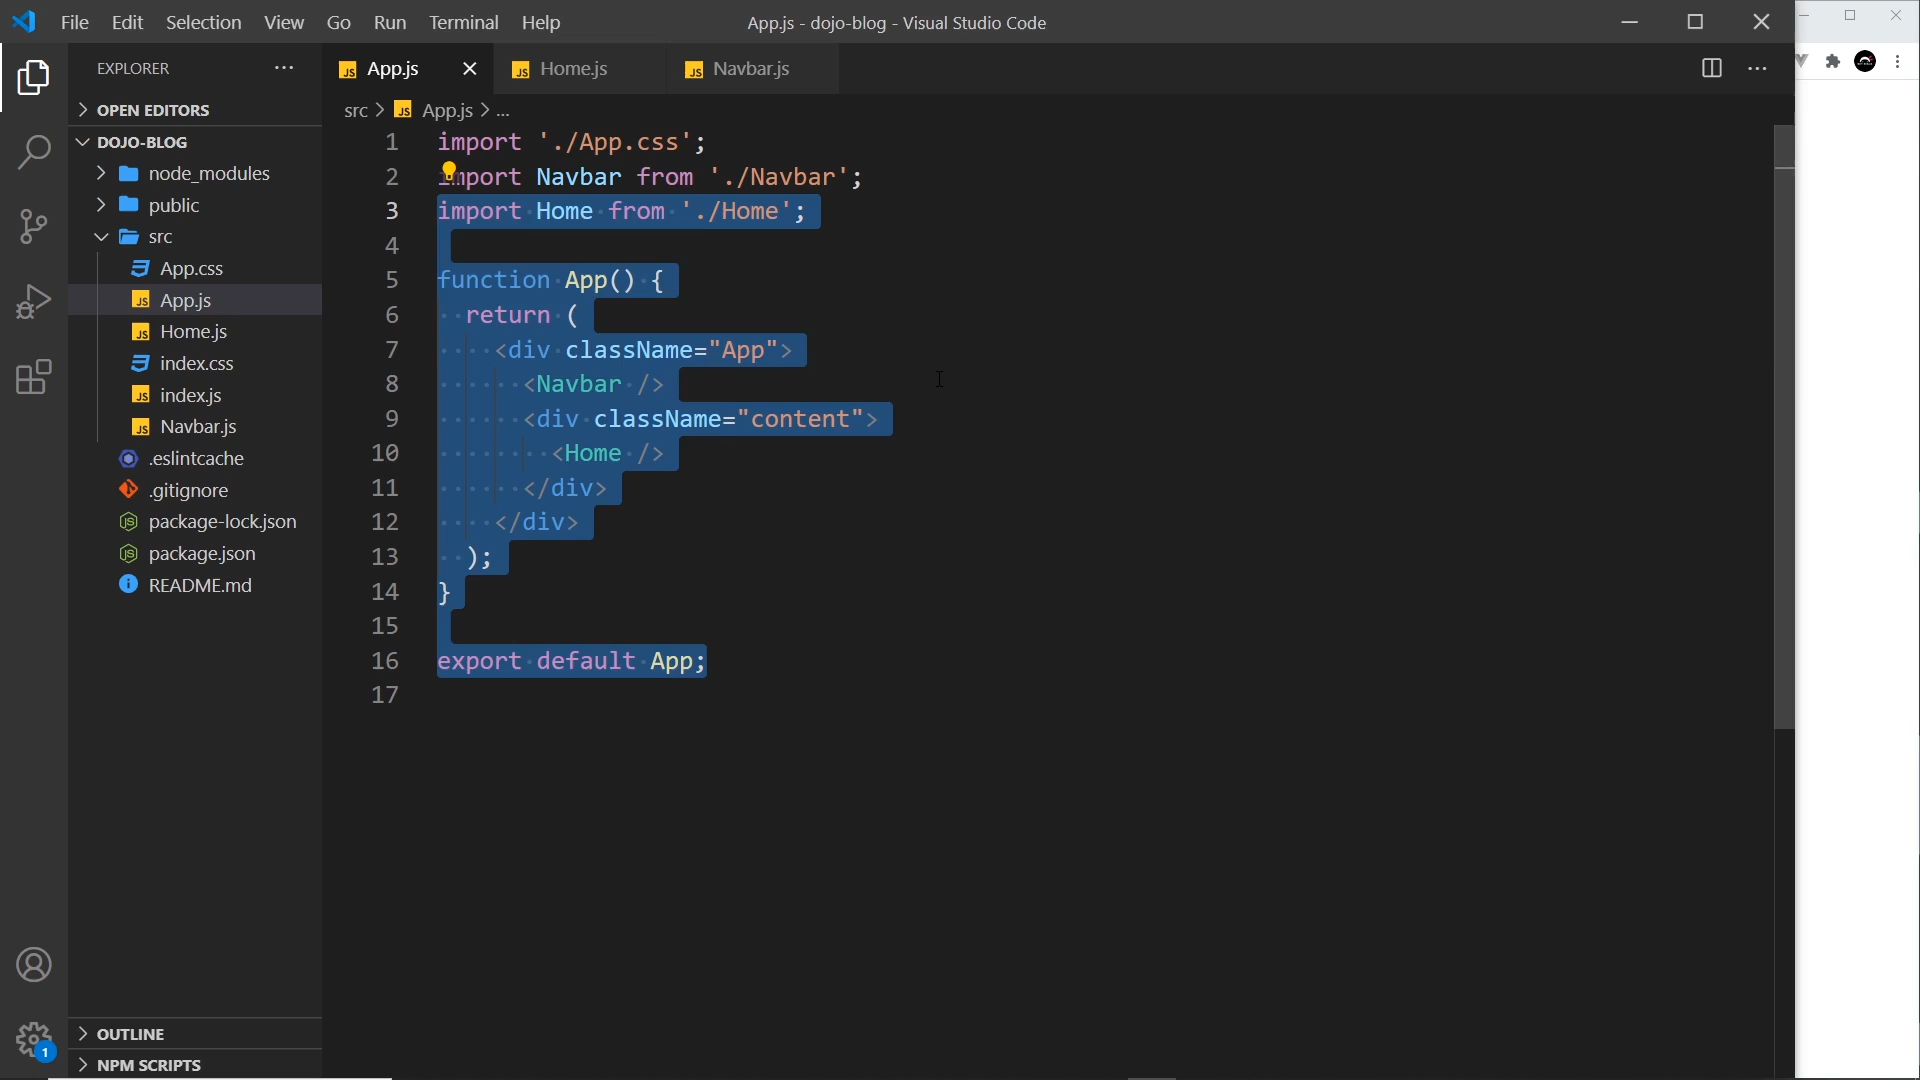 File Edit Selection View Go Run Terminal Help
App.js - dojo-blog - Visual Studio Code
EXPLORER
OPEN EDITORS
DOJO-BLOG
node_modules
public
src
App.css
App.js
Home.js
index.css
index.js
Navbar.js
.eslintcache
.gitignore
package-lock.json
package.json
README.md
OUTLINE
NPM SCRIPTS
1
JS App.js
JS Home.js
JS Navbar.js
src > JS App.js > ...
1 import './App.css';
2 import Navbar from './Navbar';
3 import Home from './Home';
4
5 function App() {
6 return (
7 <div className="App">
8 <Navbar />
9 <div className="content">
10 <Home />
11 </div>
12 </div>
13 );
14 }
15
16 export default App;
17